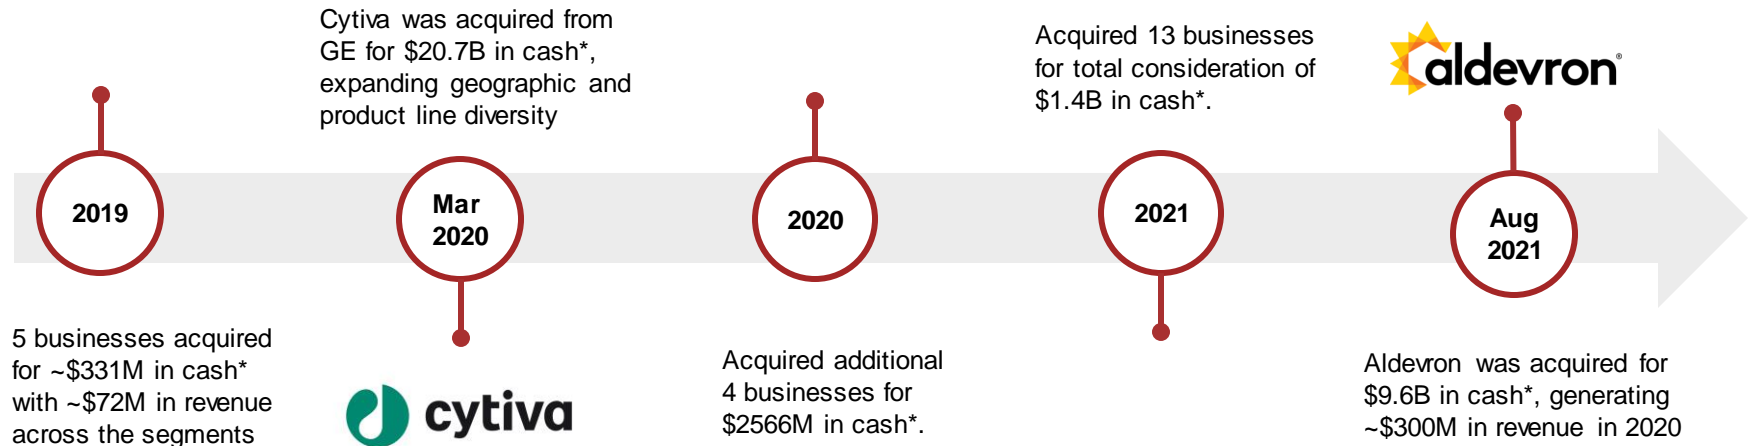 Cytiva was acquired from
GE for $20.7B in cash*,
expanding geographic and
product line diversity
Acquired 13 businesses
for total consideration of
$1.4B in cash*.
aldevron®
2019
Mar
2020
2020
2021
Aug
2021
5 businesses acquired
for ~$331M in cash*
with ~$72M in revenue
across the segments
cytiva
Acquired additional
4 businesses for
$2566M in cash*.
Aldevron was acquired for
$9.6B in cash*, generating
~$300M in revenue in 2020